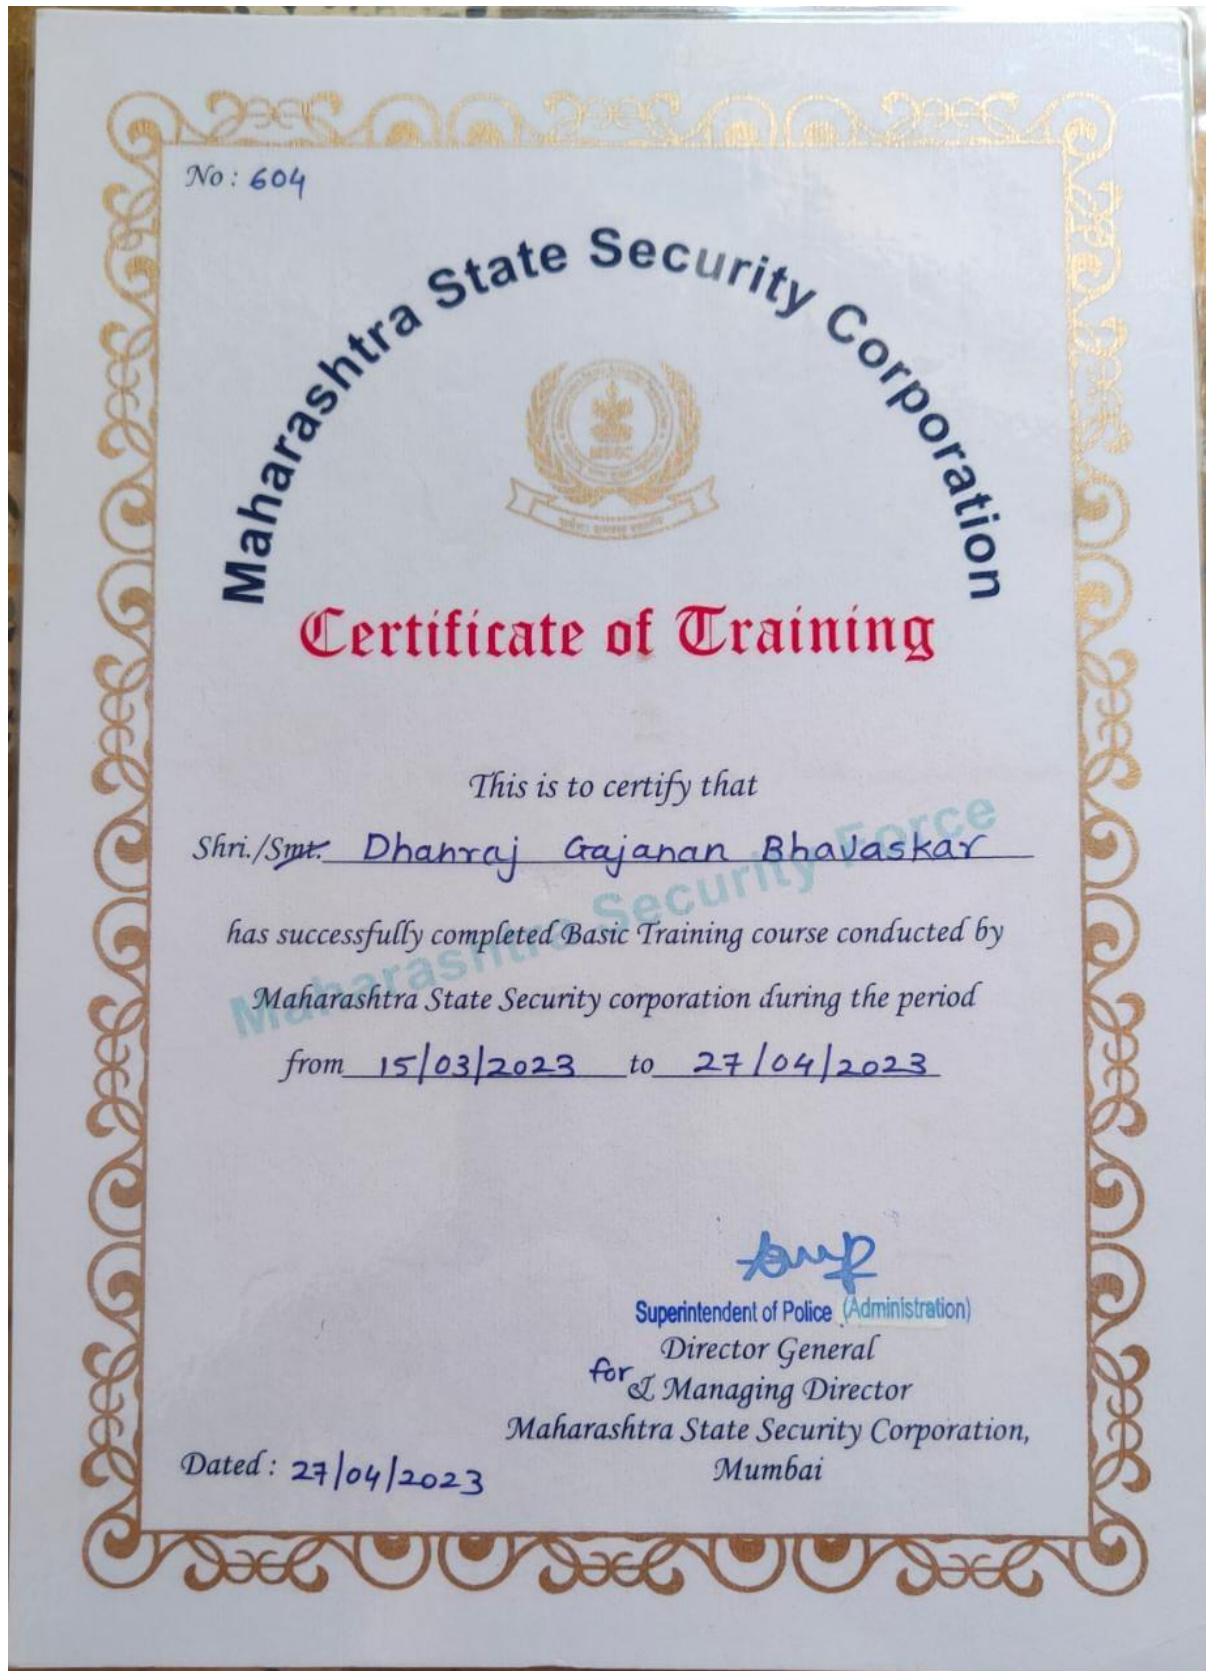 No : 604
Maharashtra State Security Corporation
MSSC
Certificate of Training
This is to certify that
Shri./Smt. Dhanraj Gajanan Bhavaskar
has successfully completed Basic Training course conducted by
Maharashtra State Security corporation during the period
from 15/03/2023 to 27/04/2023
Maharashtra Security Force
Superintendent of Police (Administration)
Director General
for & Managing Director
Maharashtra State Security Corporation,
Mumbai
Dated : 27/04/2023